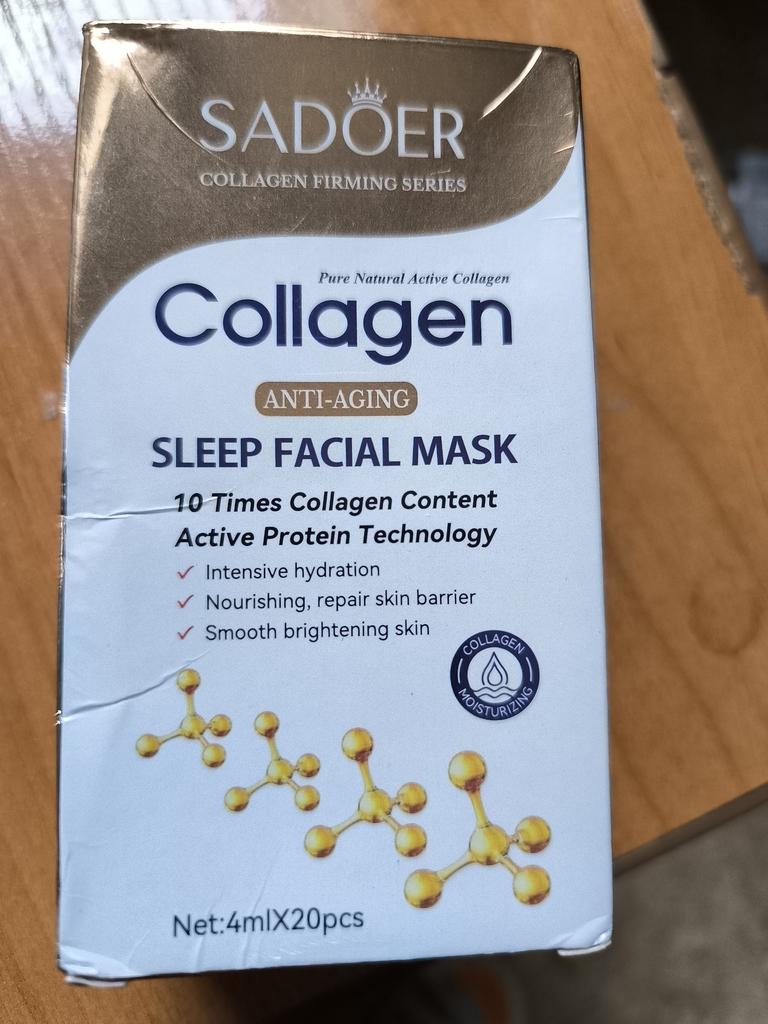 SADOER
COLLAGEN FIRMING SERIES
Pure Natural Active Collagen
Collagen
ANTI-AGING
SLEEP FACIAL MASK
10 Times Collagen Content
Active Protein Technology
✓ Intensive hydration
✓ Nourishing, repair skin barrier
✓ Smooth brightening skin
COLLAGEN
MOISTURIZING
Net:4mlX20pcs